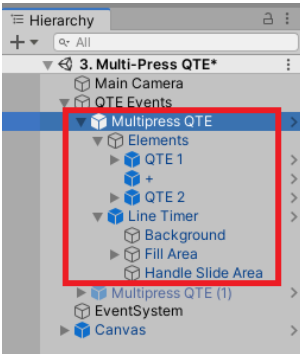 Hierarchy
All
3. Multi-Press QTE*
Main Camera
QTE Events
Multipress QTE
Elements
QTE 1
+
QTE 2
Line Timer
Background
Fill Area
Handle Slide Area
Multipress QTE (1)
EventSystem
Canvas